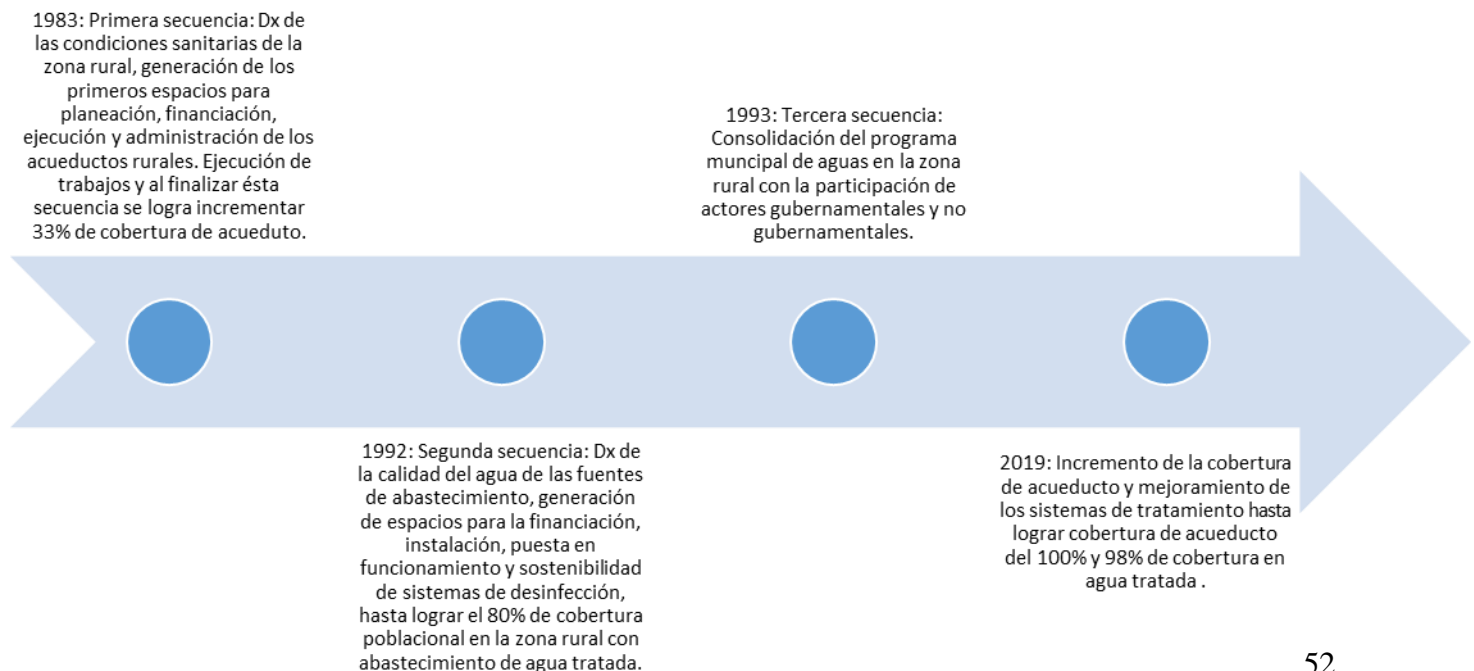 1983: Primera secuencia: Dx de
las condiciones sanitarias de la
zona rural, generación de los
primeros espacios para
planeación, financiación,
ejecución y administración de los
acueductos rurales. Ejecución de
trabajos y al finalizar ésta
secuencia se logra incrementar
33% de cobertura de acueduto.
1992: Segunda secuencia: Dx de
la calidad del agua de las fuentes
de abastecimiento, generación
de espacios para la financiación,
instalación, puesta en
funcionamiento y sostenibilidad
de sistemas de desinfección,
hasta lograr el 80% de cobertura
poblacional en la zona rural con
abastecimiento de agua tratada.
1993: Tercera secuencia:
Consolidación del programa
muncipal de aguas en la zona
rural con la participación de
actores gubernamentales y no
gubernamentales.
2019: Incremento de la cobertura
de acueducto y mejoramiento de
los sistemas de tratamiento hasta
lograr cobertura de acueducto
del 100% y 98% de cobertura en
agua tratada .
52